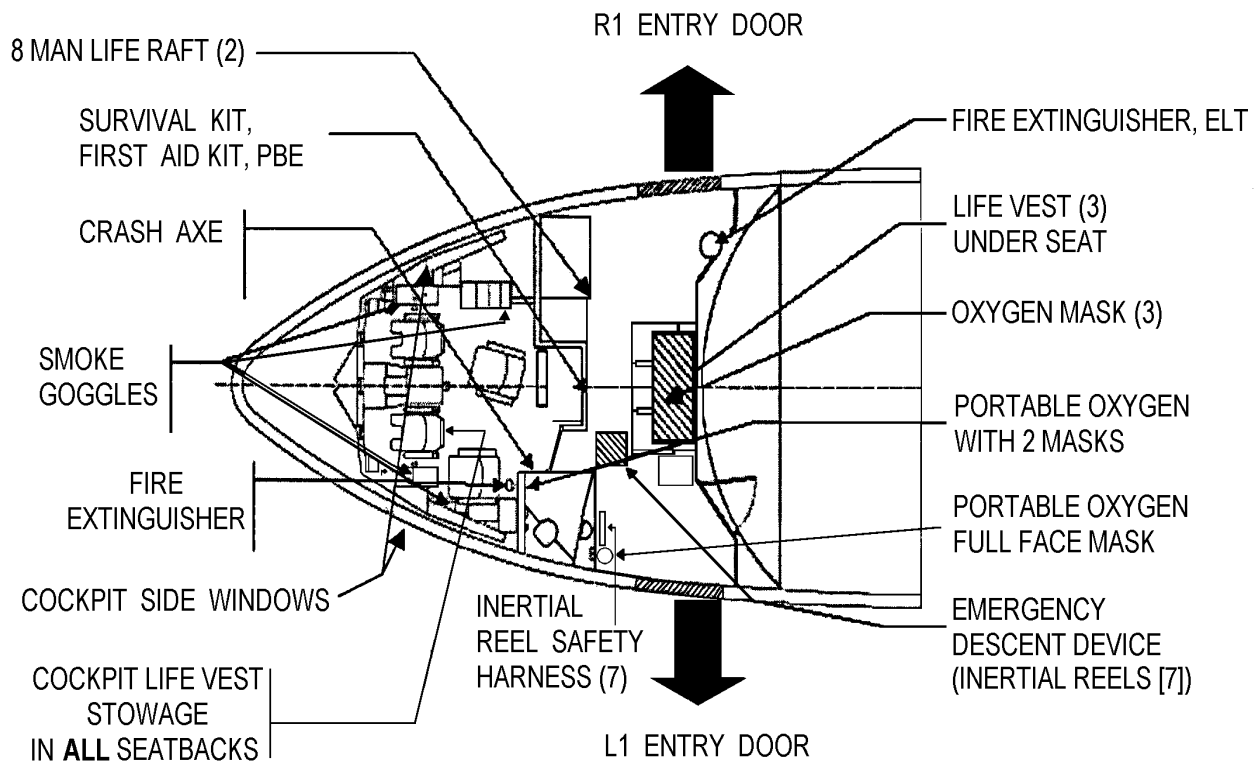 R1 ENTRY DOOR
8 MAN LIFE RAFT (2)
SURVIVAL KIT,
FIRST AID KIT, PBE
CRASH AXE
SMOKE
GOGGLES
FIRE
EXTINGUISHER
COCKPIT SIDE WINDOWS
COCKPIT LIFE VEST
STOWAGE
IN ALL SEATBACKS
INERTIAL
REEL SAFETY
HARNESS (7)
L1 ENTRY DOOR
FIRE EXTINGUISHER, ELT
LIFE VEST (3)
UNDER SEAT
OXYGEN MASK (3)
PORTABLE OXYGEN
WITH 2 MASKS
PORTABLE OXYGEN
FULL FACE MASK
EMERGENCY
DESCENT DEVICE
(INERTIAL REELS [7])